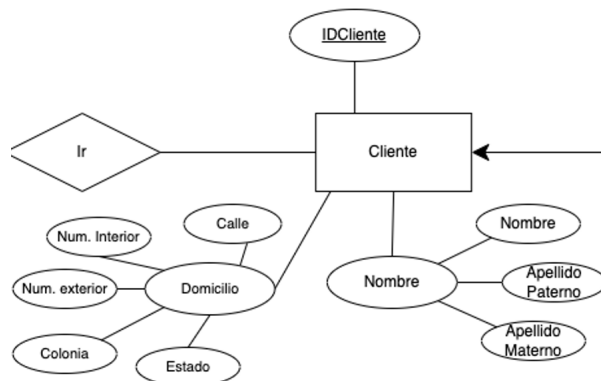 IDCliente
Ir
Cliente
Calle
Num. Interior
Nombre
Num. exterior
Domicilio
Nombre
Apellido
Paterno
Colonia
Estado
Apellido
Materno